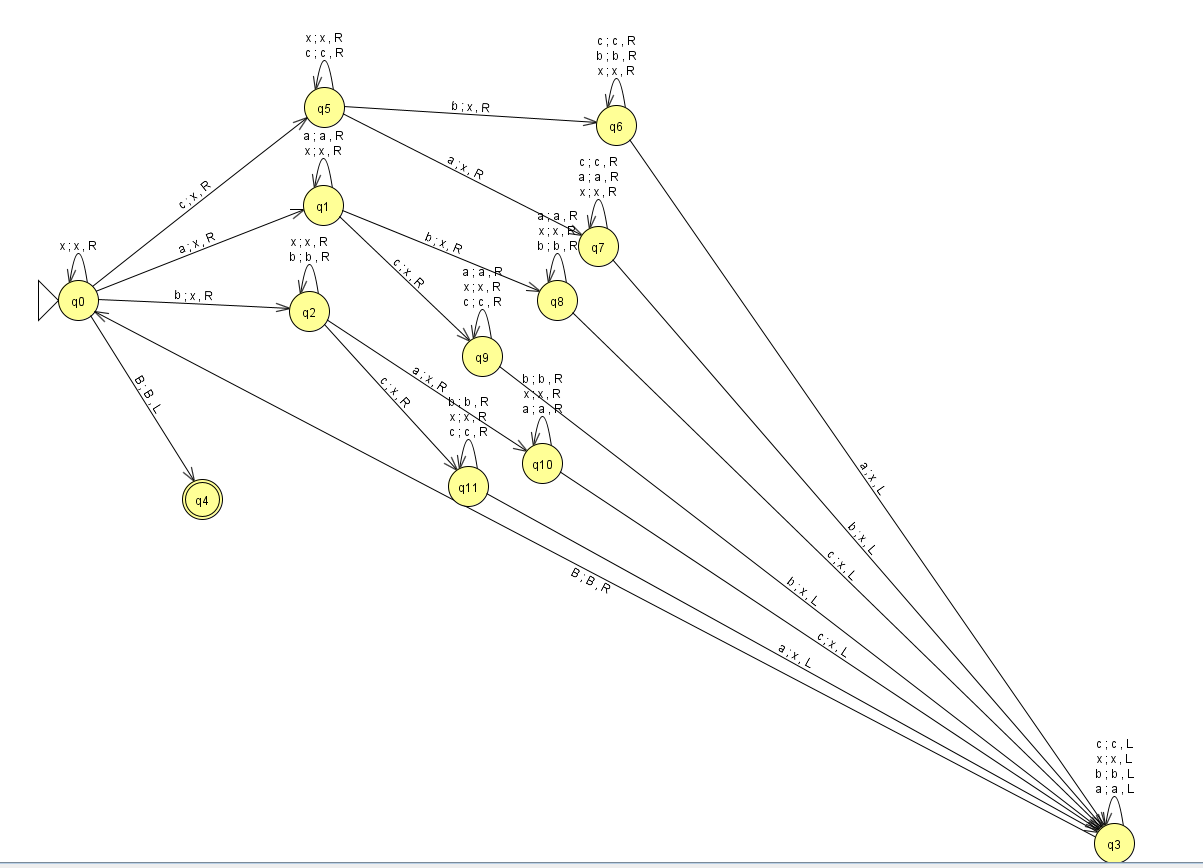 x ; x , R
c ; c , R
q5
c ; c , R
b ; b , R
x ; x , R
q6
b ; x , R
a ; a , R
x ; x , R
q1
c ; x , R
a ; x , R
c ; c , R
a ; a , R
x ; x , R
q7
a ; x , R
a ; a , R
x ; x , R
b ; b , R
q8
b ; x , R
x ; x , R
q0
x ; x , R
b ; b , R
q2
b ; x , R
c ; x , R
a ; a , R
x ; x , R
c ; c , R
q9
B ; B , L
q4
a ; x , R
c ; x , R
b ; b , R
x ; x , R
a ; a , R
q10
b ; b , R
x ; x , R
c ; c , R
q11
a ; x , L
b ; x , L
c ; x , L
b ; x , L
c ; x , L
a ; x , L
B ; B , R
c ; c , L
x ; x , L
b ; b , L
a ; a , L
q3